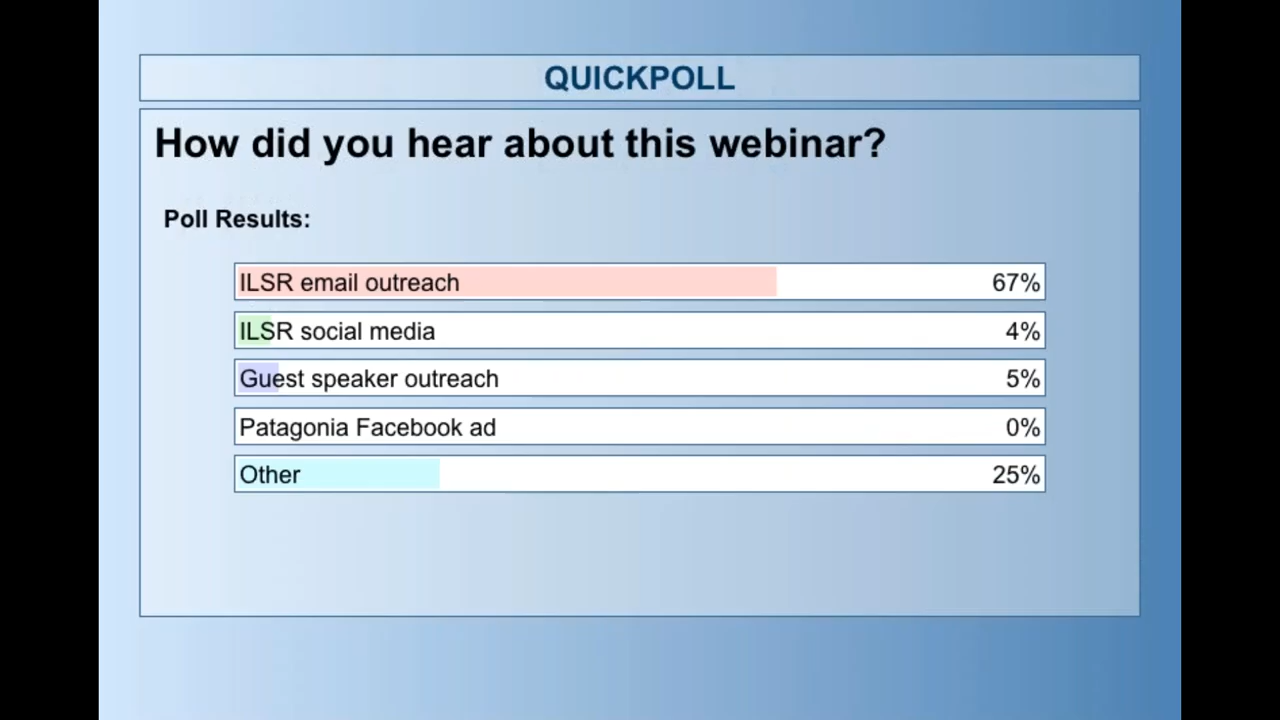 QUICKPOLL
How did you hear about this webinar?
Poll Results:
ILSR email outreach 67%
ILSR social media 4%
Guest speaker outreach 5%
Patagonia Facebook ad 0%
Other 25%